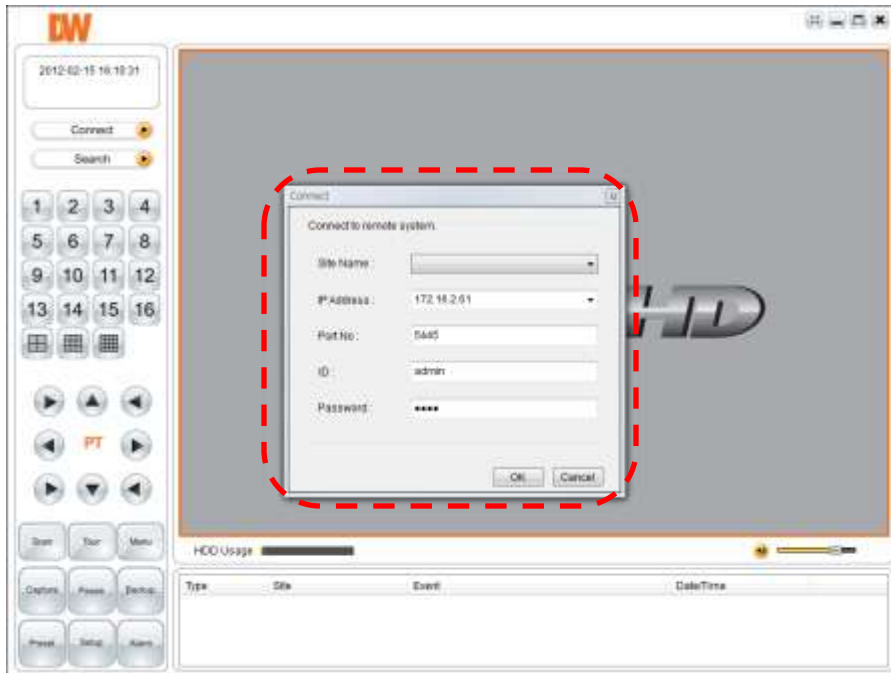 DW
2012-02-15 16:10:31
Connect
Search
1 2 3 4
5 6 7 8
9 10 11 12
13 14 15 16
PT
Scan Tour Menu
Capture Pause Backup
Preset Setup Alarm
HD
Connect
Connect to remote system.
Site Name :
IP Address : 172.16.2.61
Port No : 5445
ID : admin
Password : ••••
OK Cancel
HDD Usage
Type Site Event Date/Time